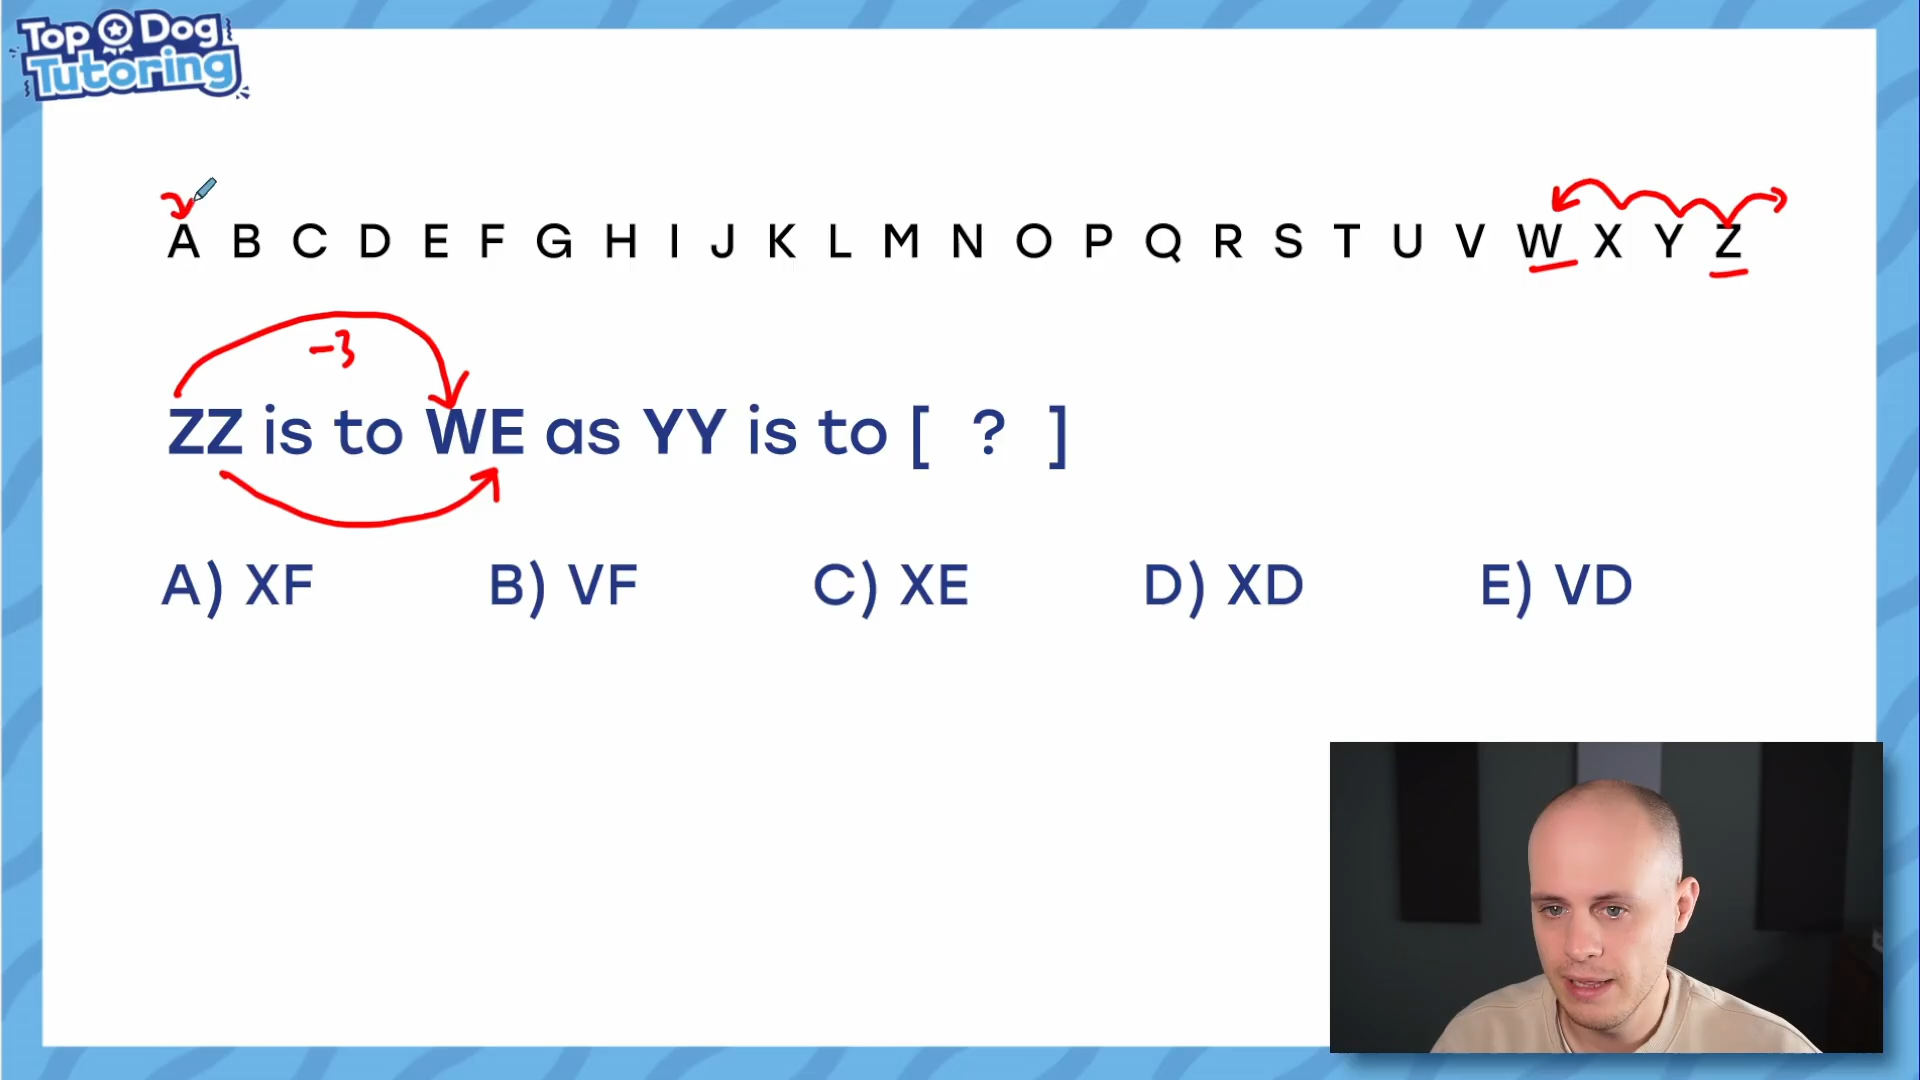 Top Dog
Tutoring
A B C D E F G H I J K L M N O P Q R S T U V W X Y Z
-3
ZZ is to WE as YY is to [ ? ]
A) XF B) VF C) XE D) XD E) VD